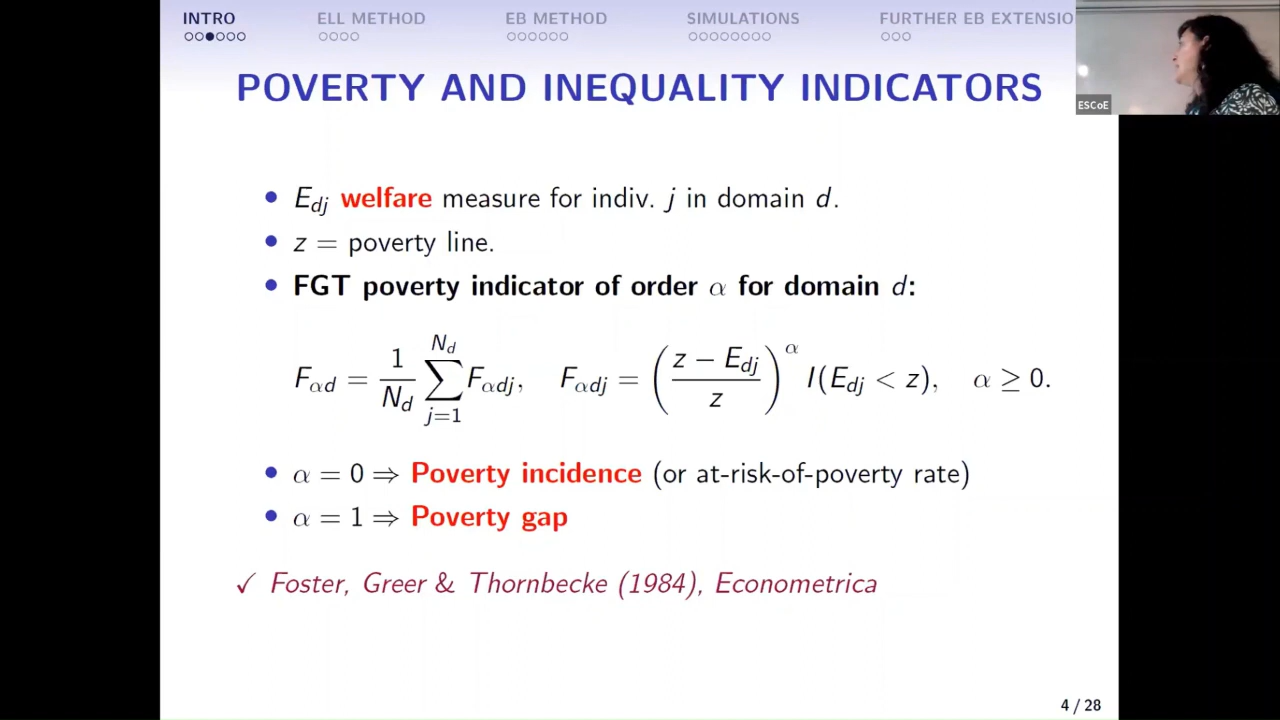 INTRO ELL METHOD EB METHOD SIMULATIONS FURTHER EB EXTENSIO
POVERTY AND INEQUALITY INDICATORS
ESCoE
• E_dj welfare measure for indiv. j in domain d.
• z = poverty line.
• FGT poverty indicator of order α for domain d:
F_αd = 1/N_d ∑_{j=1}^{N_d} F_αdj, F_αdj = ((z − E_dj)/z)^α I(E_dj < z), α ≥ 0.
• α = 0 ⇒ Poverty incidence (or at-risk-of-poverty rate)
• α = 1 ⇒ Poverty gap
✓ Foster, Greer & Thornbecke (1984), Econometrica
4 / 28